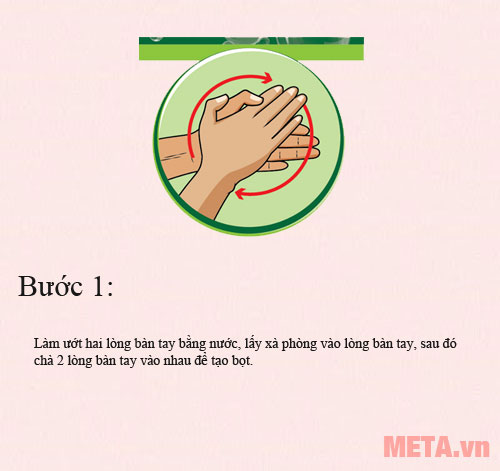 Bước 1:
Làm ướt hai lòng bàn tay bằng nước, lấy xà phòng vào lòng bàn tay, sau đó
chà 2 lòng bàn tay vào nhau để tạo bọt.
META.vn